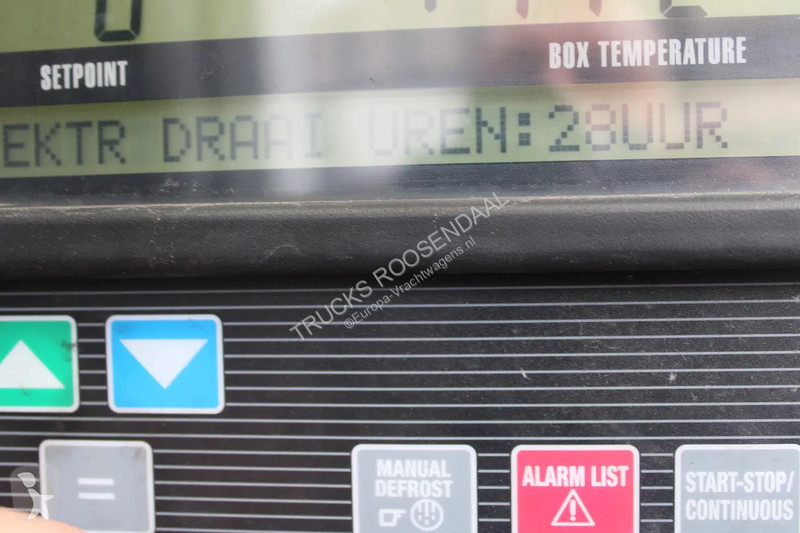 SETPOINT BOX TEMPERATURE
EKTR DRAAI UREN:28UUR
TRUCKS ROOSENDAAL
©Europa-Vrachtwagens.nl
=
MANUAL DEFROST
ALARM LIST
START-STOP/
CONTINUOUS